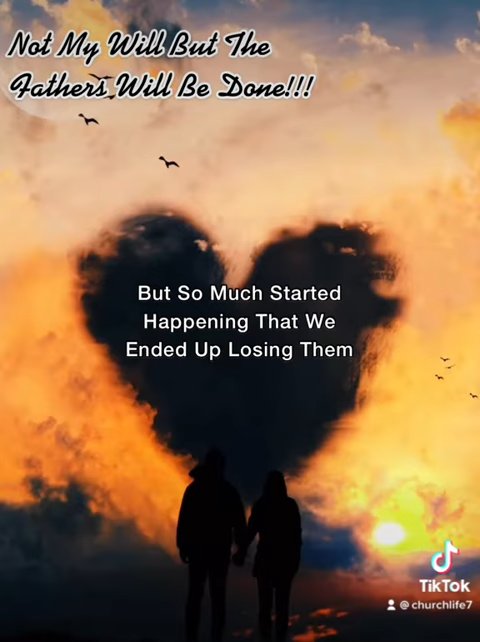 Not My Will But The
Fathers Will Be Done!!!
But So Much Started
Happening That We
Ended Up Losing Them
TikTok
@churchlife7